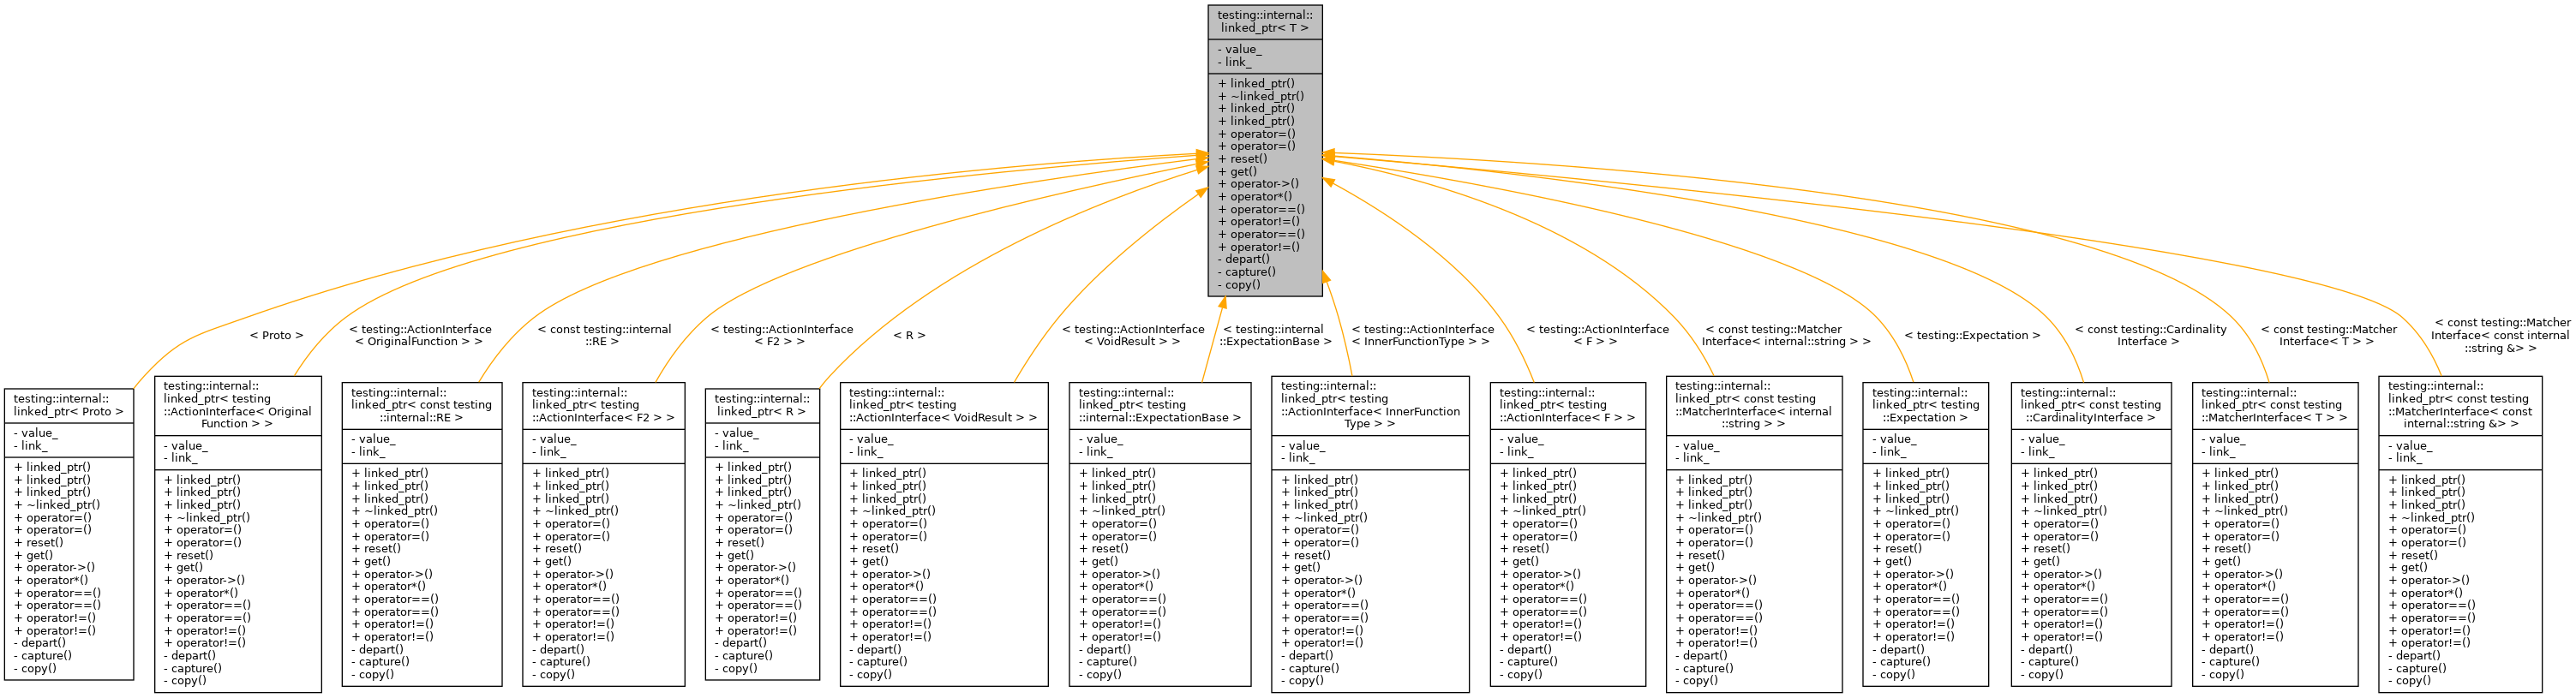 testing::internal::
linked_ptr< T >
- value_
- link_
+ linked_ptr()
+ ~linked_ptr()
+ linked_ptr()
+ linked_ptr()
+ operator=()
+ operator=()
+ reset()
+ get()
+ operator->()
+ operator*()
+ operator==()
+ operator!=()
+ operator==()
+ operator!=()
- depart()
- capture()
- copy()
< Proto >
< testing::ActionInterface
< OriginalFunction > >
< const testing::internal
::RE >
< testing::ActionInterface
< F2 > >
< R >
< testing::ActionInterface
< VoidResult > >
< testing::internal
::ExpectationBase >
< testing::ActionInterface
< InnerFunctionType > >
< testing::ActionInterface
< F > >
< const testing::Matcher
Interface< internal::string > >
< testing::Expectation >
< const testing::Cardinality
Interface >
< const testing::Matcher
Interface< T > >
< const testing::Matcher
Interface< const internal
::string &> >
testing::internal::
linked_ptr< Proto >
- value_
- link_
+ linked_ptr()
+ linked_ptr()
+ linked_ptr()
+ ~linked_ptr()
+ operator=()
+ operator=()
+ reset()
+ get()
+ operator->()
+ operator*()
+ operator==()
+ operator==()
+ operator!=()
+ operator!=()
- depart()
- capture()
- copy()
testing::internal::
linked_ptr< testing
::ActionInterface< Original
Function > >
- value_
- link_
+ linked_ptr()
+ linked_ptr()
+ linked_ptr()
+ ~linked_ptr()
+ operator=()
+ operator=()
+ reset()
+ get()
+ operator->()
+ operator*()
+ operator==()
+ operator==()
+ operator!=()
+ operator!=()
- depart()
- capture()
- copy()
testing::internal::
linked_ptr< const testing
::internal::RE >
- value_
- link_
+ linked_ptr()
+ linked_ptr()
+ linked_ptr()
+ ~linked_ptr()
+ operator=()
+ operator=()
+ reset()
+ get()
+ operator->()
+ operator*()
+ operator==()
+ operator==()
+ operator!=()
+ operator!=()
- depart()
- capture()
- copy()
testing::internal::
linked_ptr< testing
::ActionInterface< F2 > >
- value_
- link_
+ linked_ptr()
+ linked_ptr()
+ linked_ptr()
+ ~linked_ptr()
+ operator=()
+ operator=()
+ reset()
+ get()
+ operator->()
+ operator*()
+ operator==()
+ operator==()
+ operator!=()
+ operator!=()
- depart()
- capture()
- copy()
testing::internal::
linked_ptr< R >
- value_
- link_
+ linked_ptr()
+ linked_ptr()
+ linked_ptr()
+ ~linked_ptr()
+ operator=()
+ operator=()
+ reset()
+ get()
+ operator->()
+ operator*()
+ operator==()
+ operator==()
+ operator!=()
+ operator!=()
- depart()
- capture()
- copy()
testing::internal::
linked_ptr< testing
::ActionInterface< VoidResult > >
- value_
- link_
+ linked_ptr()
+ linked_ptr()
+ linked_ptr()
+ ~linked_ptr()
+ operator=()
+ operator=()
+ reset()
+ get()
+ operator->()
+ operator*()
+ operator==()
+ operator==()
+ operator!=()
+ operator!=()
- depart()
- capture()
- copy()
testing::internal::
linked_ptr< testing
::internal::ExpectationBase >
- value_
- link_
+ linked_ptr()
+ linked_ptr()
+ linked_ptr()
+ ~linked_ptr()
+ operator=()
+ operator=()
+ reset()
+ get()
+ operator->()
+ operator*()
+ operator==()
+ operator==()
+ operator!=()
+ operator!=()
- depart()
- capture()
- copy()
testing::internal::
linked_ptr< testing
::ActionInterface< InnerFunction
Type > >
- value_
- link_
+ linked_ptr()
+ linked_ptr()
+ linked_ptr()
+ ~linked_ptr()
+ operator=()
+ operator=()
+ reset()
+ get()
+ operator->()
+ operator*()
+ operator==()
+ operator==()
+ operator!=()
+ operator!=()
- depart()
- capture()
- copy()
testing::internal::
linked_ptr< testing
::ActionInterface< F > >
- value_
- link_
+ linked_ptr()
+ linked_ptr()
+ linked_ptr()
+ ~linked_ptr()
+ operator=()
+ operator=()
+ reset()
+ get()
+ operator->()
+ operator*()
+ operator==()
+ operator==()
+ operator!=()
+ operator!=()
- depart()
- capture()
- copy()
testing::internal::
linked_ptr< const testing
::MatcherInterface< internal
::string > >
- value_
- link_
+ linked_ptr()
+ linked_ptr()
+ linked_ptr()
+ ~linked_ptr()
+ operator=()
+ operator=()
+ reset()
+ get()
+ operator->()
+ operator*()
+ operator==()
+ operator==()
+ operator!=()
+ operator!=()
- depart()
- capture()
- copy()
testing::internal::
linked_ptr< testing
::Expectation >
- value_
- link_
+ linked_ptr()
+ linked_ptr()
+ linked_ptr()
+ ~linked_ptr()
+ operator=()
+ operator=()
+ reset()
+ get()
+ operator->()
+ operator*()
+ operator==()
+ operator==()
+ operator!=()
+ operator!=()
- depart()
- capture()
- copy()
testing::internal::
linked_ptr< const testing
::CardinalityInterface >
- value_
- link_
+ linked_ptr()
+ linked_ptr()
+ linked_ptr()
+ ~linked_ptr()
+ operator=()
+ operator=()
+ reset()
+ get()
+ operator->()
+ operator*()
+ operator==()
+ operator==()
+ operator!=()
+ operator!=()
- depart()
- capture()
- copy()
testing::internal::
linked_ptr< const testing
::MatcherInterface< T > >
- value_
- link_
+ linked_ptr()
+ linked_ptr()
+ linked_ptr()
+ ~linked_ptr()
+ operator=()
+ operator=()
+ reset()
+ get()
+ operator->()
+ operator*()
+ operator==()
+ operator==()
+ operator!=()
+ operator!=()
- depart()
- capture()
- copy()
testing::internal::
linked_ptr< const testing
::MatcherInterface< const
internal::string &> >
- value_
- link_
+ linked_ptr()
+ linked_ptr()
+ linked_ptr()
+ ~linked_ptr()
+ operator=()
+ operator=()
+ reset()
+ get()
+ operator->()
+ operator*()
+ operator==()
+ operator==()
+ operator!=()
+ operator!=()
- depart()
- capture()
- copy()